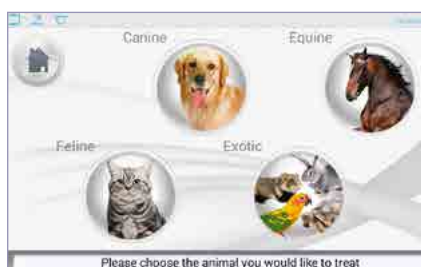 Canine
Equine
Feline
Exotic
Please choose the animal you would like to treat